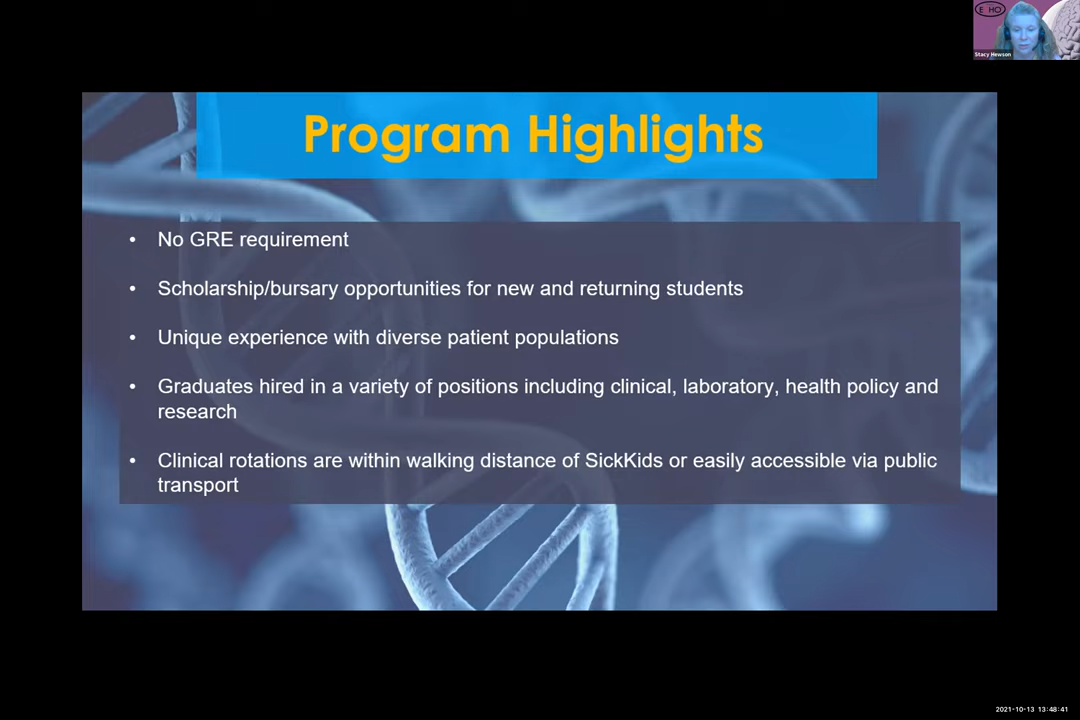 Stacy Hewson
Program Highlights
• No GRE requirement
• Scholarship/bursary opportunities for new and returning students
• Unique experience with diverse patient populations
• Graduates hired in a variety of positions including clinical, laboratory, health policy and
research
• Clinical rotations are within walking distance of SickKids or easily accessible via public
transport
2021-10-13 13:48:41